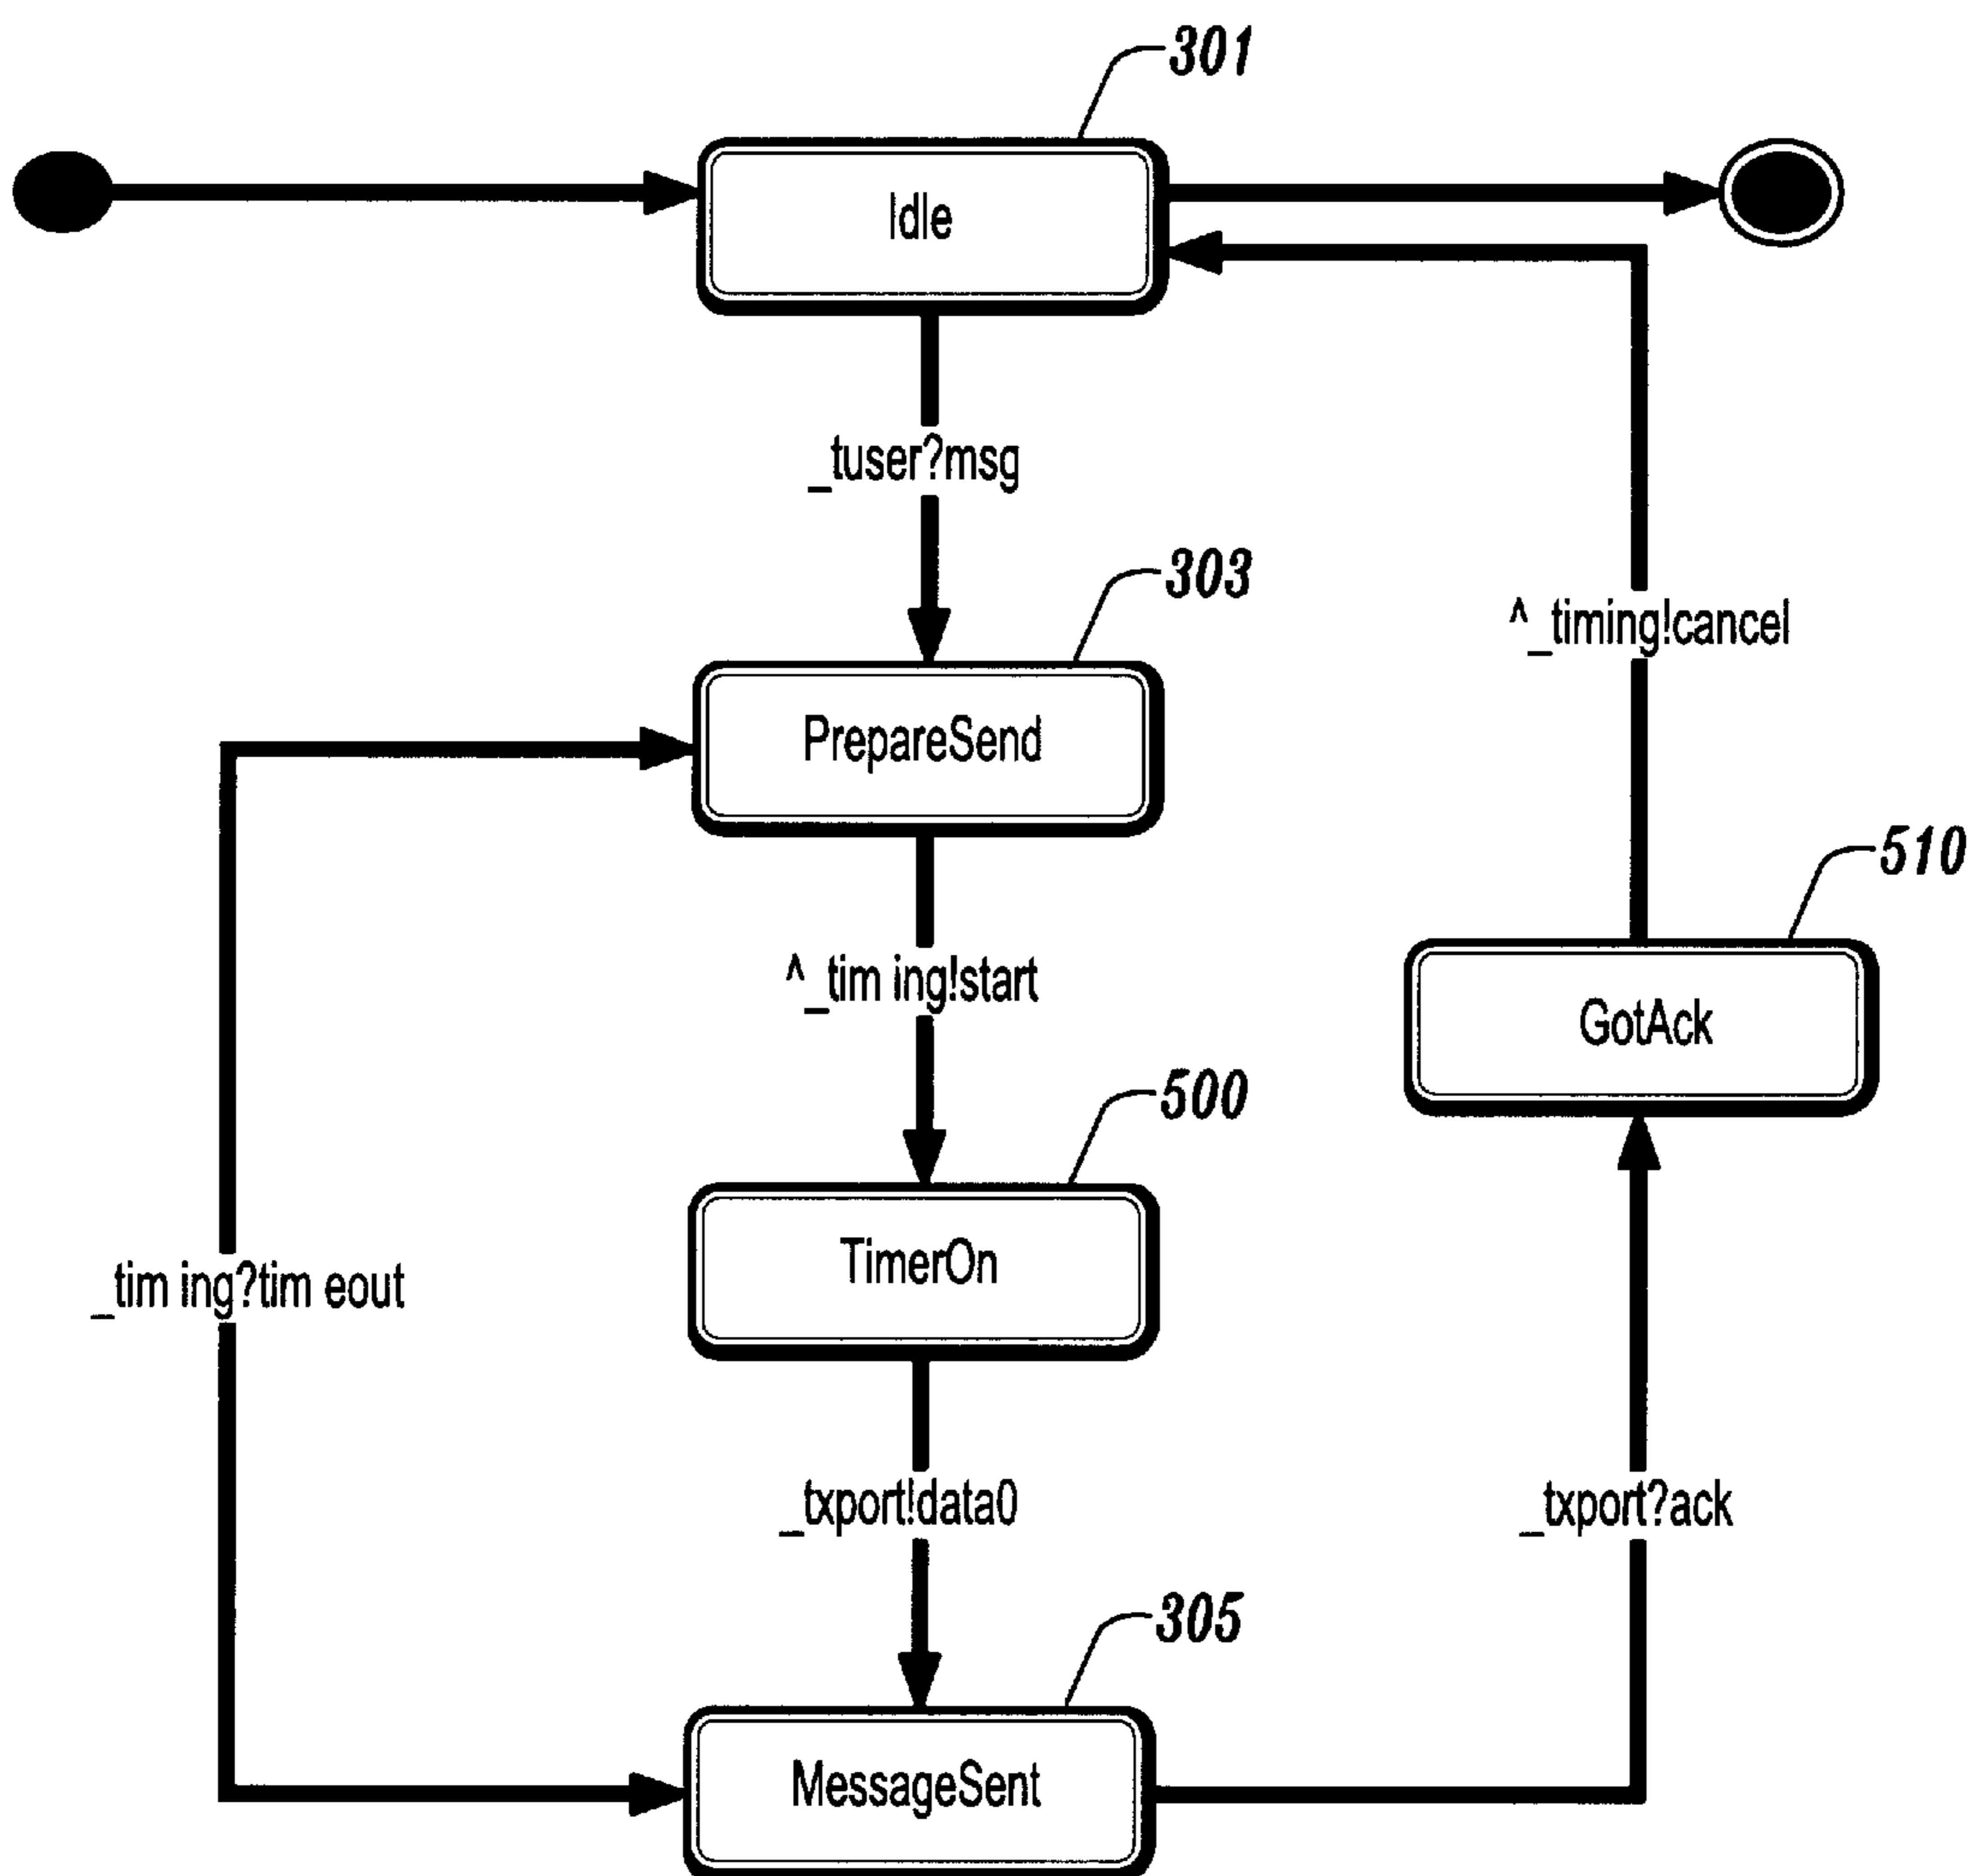 301
Idle
_tuser?msg
303
^_timing!cancel
PrepareSend
510
^_tim ing!start
GotAck
500
TimerOn
_tim ing?tim eout
_txport!data0
_txport?ack
305
MessageSent